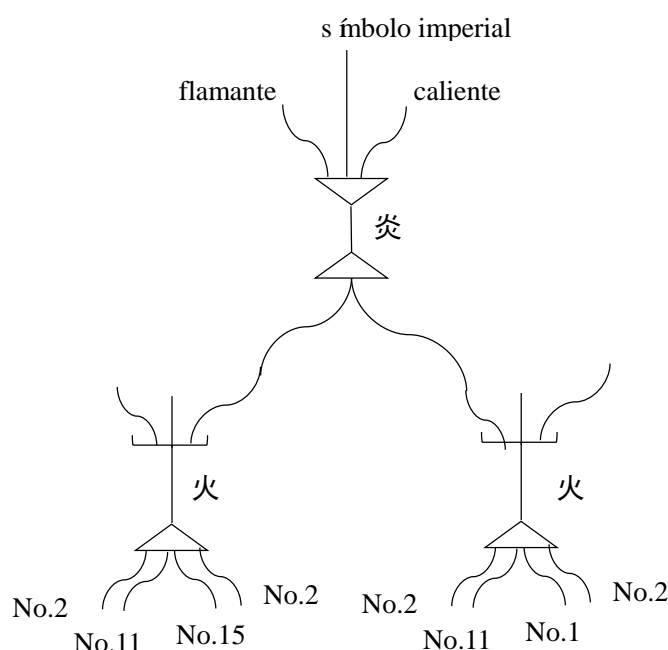 s ímbolo imperial
flamante
caliente
炎
火
火
No.2
No.11
No.15
No.2
No.2
No.11
No.1
No.2